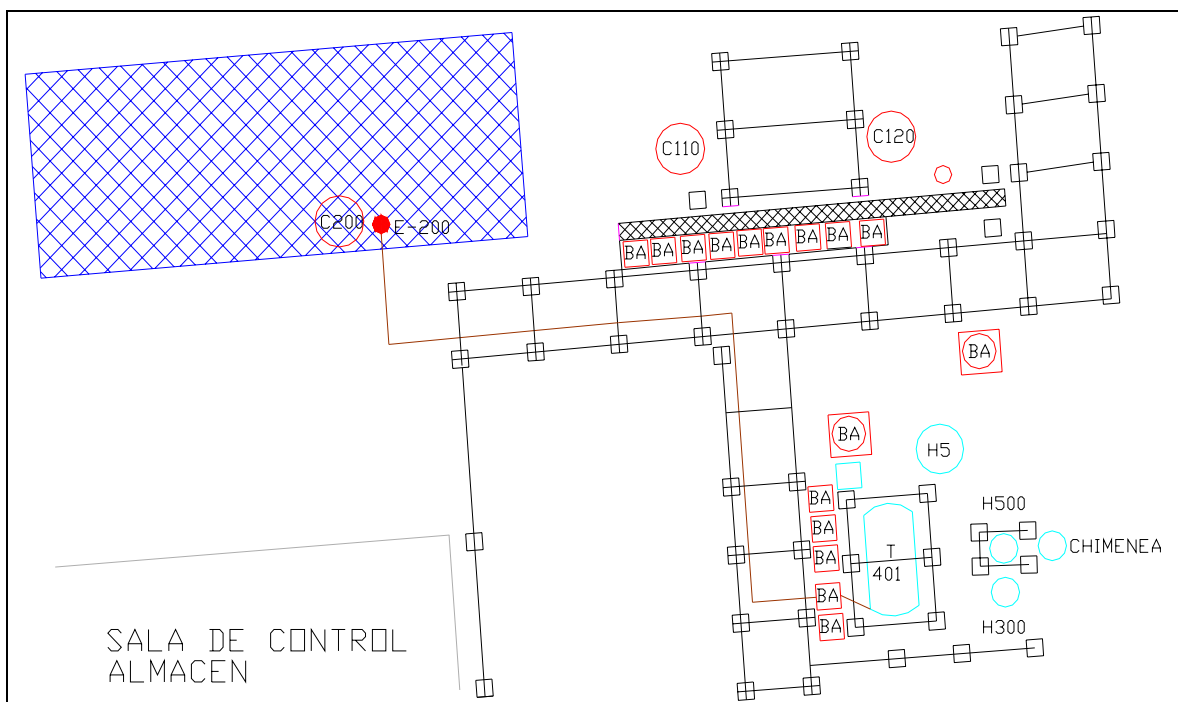 C110
C120
C200
E-200
BA BA BA BA BA BA BA BA BA
BA
BA
H5
BA
BA
BA
BA
BA
T
401
H500
CHIMENEA
H300
SALA DE CONTROL
ALMACEN